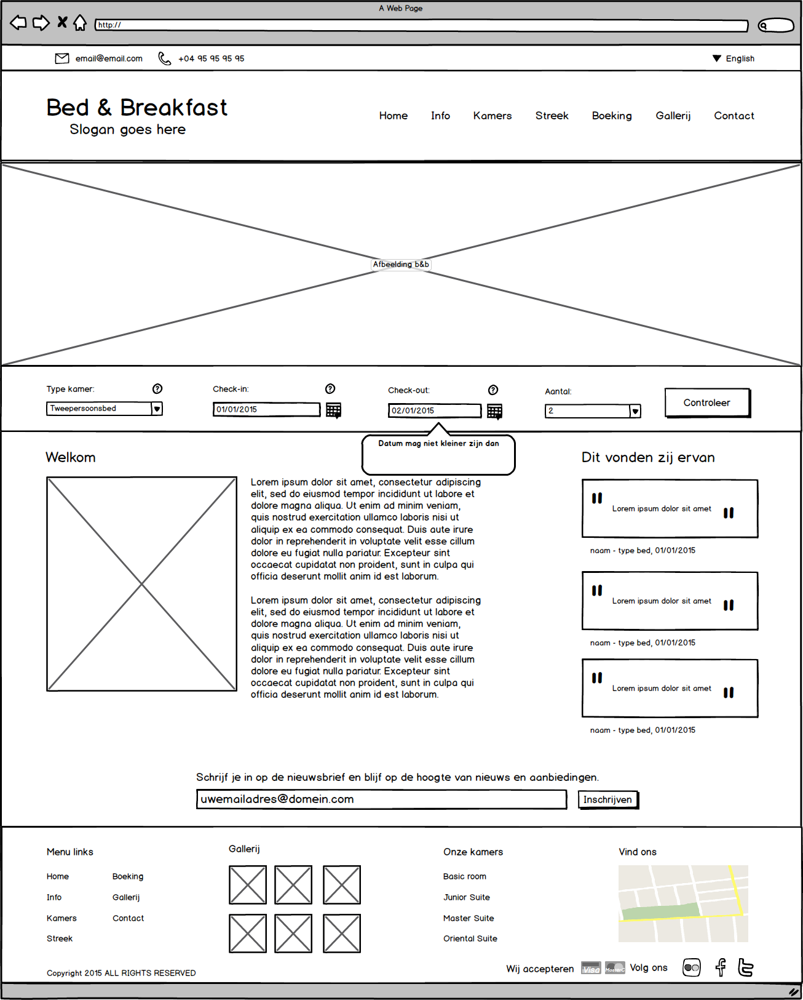 A Web Page
http://
email@email.com
+04 95 95 95 95
English
Bed & Breakfast
Slogan goes here
Home Info Kamers Streek Boeking Gallerij Contact
Afbeelding b&b
Type kamer: ?
Tweepersoonsbed
Check-in: ?
01/01/2015
Check-out: ?
02/01/2015
Aantal:
2
Controleer
Datum mag niet kleiner zijn dan
Welkom
Lorem ipsum dolor sit amet, consectetur adipiscing
elit, sed do eiusmod tempor incididunt ut labore et
dolore magna aliqua. Ut enim ad minim veniam,
quis nostrud exercitation ullamco laboris nisi ut
aliquip ex ea commodo consequat. Duis aute irure
dolor in reprehenderit in voluptate velit esse cillum
dolore eu fugiat nulla pariatur. Excepteur sint
occaecat cupidatat non proident, sunt in culpa qui
officia deserunt mollit anim id est laborum.
Lorem ipsum dolor sit amet, consectetur adipiscing
elit, sed do eiusmod tempor incididunt ut labore et
dolore magna aliqua. Ut enim ad minim veniam,
quis nostrud exercitation ullamco laboris nisi ut
aliquip ex ea commodo consequat. Duis aute irure
dolor in reprehenderit in voluptate velit esse cillum
dolore eu fugiat nulla pariatur. Excepteur sint
occaecat cupidatat non proident, sunt in culpa qui
officia deserunt mollit anim id est laborum.
Dit vonden zij ervan
" Lorem ipsum dolor sit amet "
naam - type bed, 01/01/2015
" Lorem ipsum dolor sit amet "
naam - type bed, 01/01/2015
" Lorem ipsum dolor sit amet "
naam - type bed, 01/01/2015
Schrijf je in op de nieuwsbrief en blijf op de hoogte van nieuws en aanbiedingen.
uwemailadres@domein.com
Inschrijven
Menu links
Home
Info
Kamers
Streek
Boeking
Gallerij
Contact
Gallerij
Onze kamers
Basic room
Junior Suite
Master Suite
Oriental Suite
Vind ons
Wij accepteren Visa MasterC Volg ons
Copyright 2015 ALL RIGHTS RESERVED